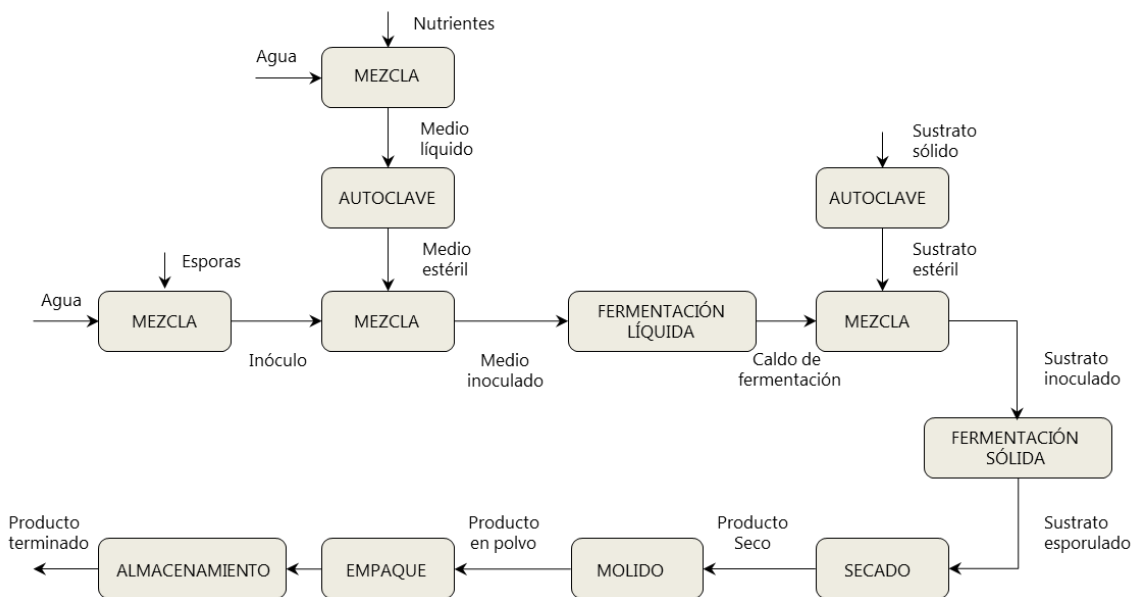 Nutrientes
Agua
MEZCLA
Medio
líquido
Sustrato
sólido
AUTOCLAVE
AUTOCLAVE
Esporas
Medio
estéril
Sustrato
estéril
Agua
MEZCLA
MEZCLA
FERMENTACIÓN
LÍQUIDA
MEZCLA
Inóculo
Medio
inoculado
Caldo de
fermentación
Sustrato
inoculado
FERMENTACIÓN
SÓLIDA
Producto
terminado
Producto
en polvo
Producto
Seco
Sustrato
esporulado
ALMACENAMIENTO
EMPAQUE
MOLIDO
SECADO